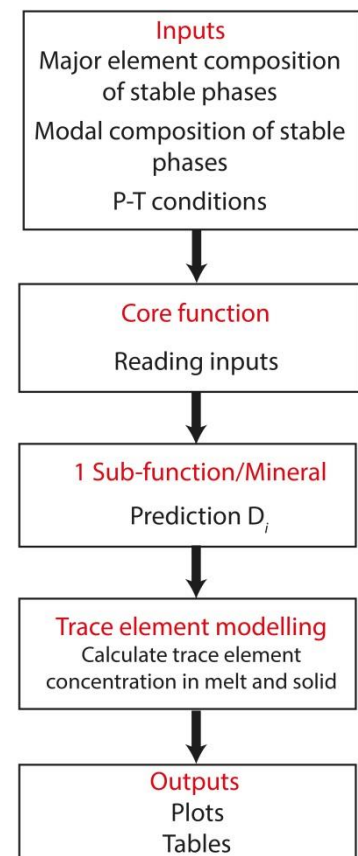 Inputs
Major element composition
of stable phases
Modal composition of stable
phases
P-T conditions
Core function
Reading inputs
1 Sub-function/Mineral
Prediction Di
Trace element modelling
Calculate trace element
concentration in melt and solid
Outputs
Plots
Tables